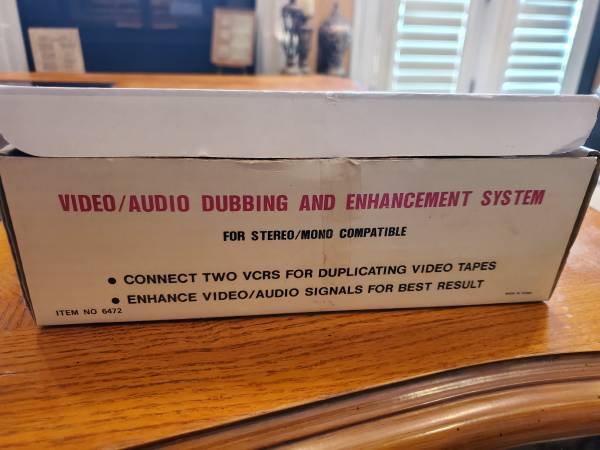 VIDEO/AUDIO DUBBING AND ENHANCEMENT SYSTEM
FOR STEREO/MONO COMPATIBLE
• CONNECT TWO VCRS FOR DUPLICATING VIDEO TAPES
• ENHANCE VIDEO/AUDIO SIGNALS FOR BEST RESULT
ITEM NO 6472